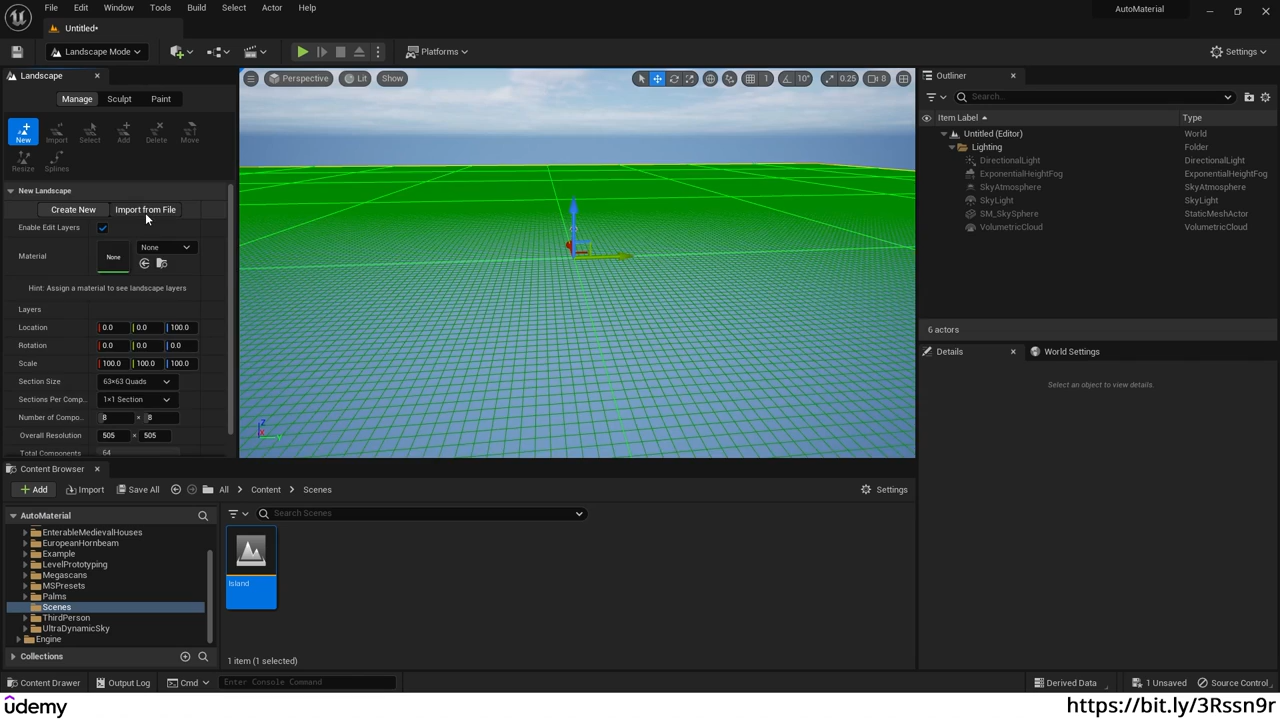 File Edit Window Tools Build Select Actor Help
AutoMaterial
Untitled*
Landscape Mode
Platforms
Settings
Landscape
Manage Sculpt Paint
New Import Select Add Delete Move
Resize Splines
New Landscape
Create New Import from File
Enable Edit Layers
Material None None
Hint: Assign a material to see landscape layers
Layers
Location 0.0 0.0 100.0
Rotation 0.0 0.0 0.0
Scale 100.0 100.0 100.0
Section Size 63×63 Quads
Sections Per Comp... 1×1 Section
Number of Compo... 8 × 8
Overall Resolution 505 × 505
Total Components 64
Perspective Lit Show
1 10° 0.25 8
Z
X Y
Outliner
Search...
Item Label Type
Untitled (Editor) World
Lighting Folder
DirectionalLight DirectionalLight
ExponentialHeightFog ExponentialHeightFog
SkyAtmosphere SkyAtmosphere
SkyLight SkyLight
SM_SkySphere StaticMeshActor
VolumetricCloud VolumetricCloud
6 actors
Details World Settings
Select an object to view details.
Content Browser
Add Import Save All All Content Scenes Settings
AutoMaterial
EnterableMedievalHouses
EuropeanHornbeam
Example
LevelPrototyping
Megascans
MSPresets
Palms
Scenes
ThirdPerson
UltraDynamicSky
Engine
Collections
Search Scenes
Island
1 item (1 selected)
Content Drawer Output Log Cmd Enter Console Command Derived Data 1 Unsaved Source Control
udemy
https://bit.ly/3Rssn9r